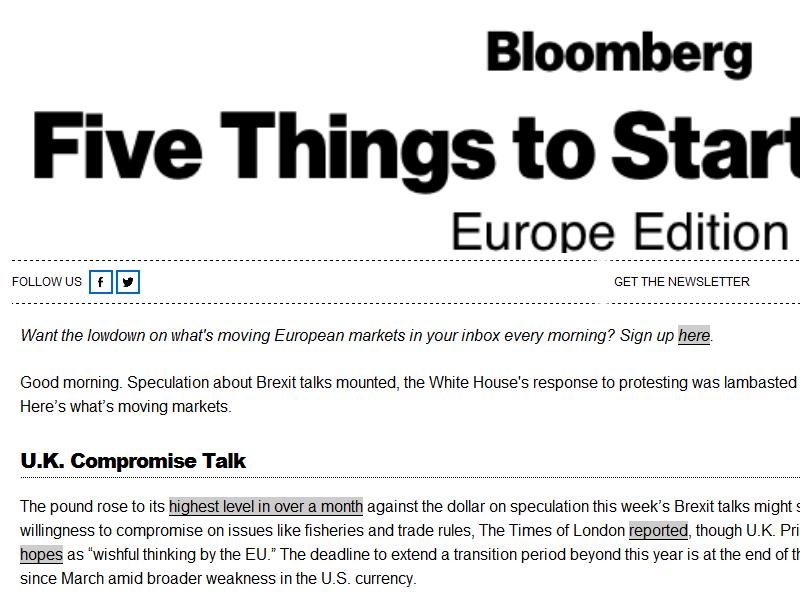 Bloomberg
Five Things to Start
Europe Edition
FOLLOW US
GET THE NEWSLETTER
Want the lowdown on what's moving European markets in your inbox every morning? Sign up here.
Good morning. Speculation about Brexit talks mounted, the White House's response to protesting was lambasted
Here’s what’s moving markets.
U.K. Compromise Talk
The pound rose to its highest level in over a month against the dollar on speculation this week’s Brexit talks might
willingness to compromise on issues like fisheries and trade rules, The Times of London reported, though U.K.
hopes as “wishful thinking by the EU.” The deadline to extend a transition period beyond this year is at the end of
since March amid broader weakness in the U.S. currency.